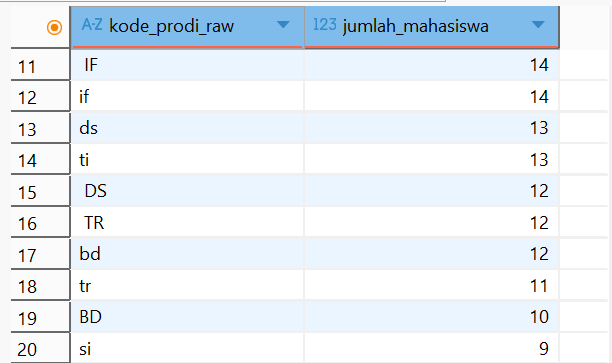 A-Z kode_prodi_raw 123 jumlah_mahasiswa
11 IF 14
12 if 14
13 ds 13
14 ti 13
15 DS 12
16 TR 12
17 bd 12
18 tr 11
19 BD 10
20 si 9